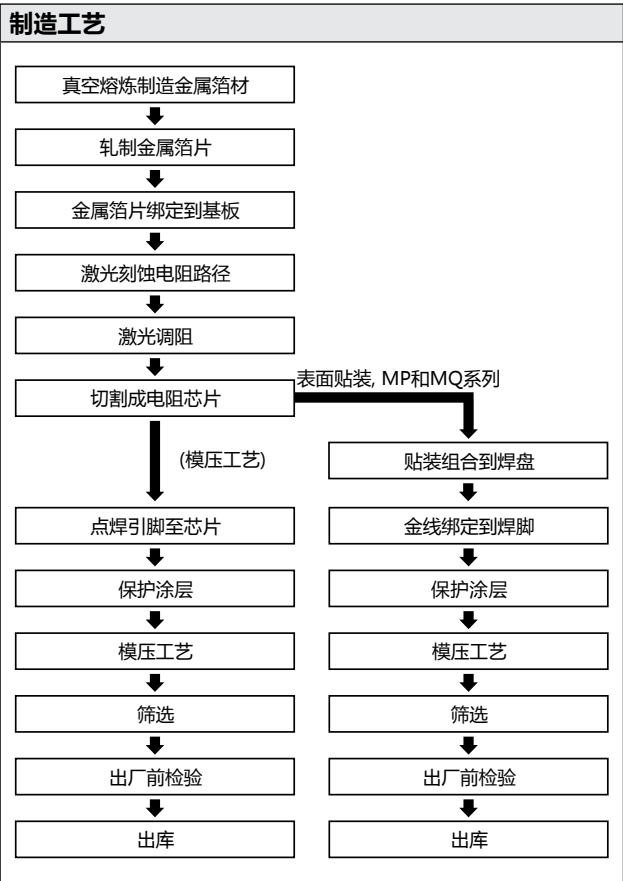 制造工艺
真空熔炼制造金属箔材
轧制金属箔片
金属箔片绑定到基板
激光刻蚀电阻路径
激光调阻
切割成电阻芯片
表面贴装, MP和MQ系列
(模压工艺)
点焊引脚至芯片
保护涂层
模压工艺
筛选
出厂前检验
出库
贴装组合到焊盘
金线绑定到焊脚
保护涂层
模压工艺
筛选
出厂前检验
出库